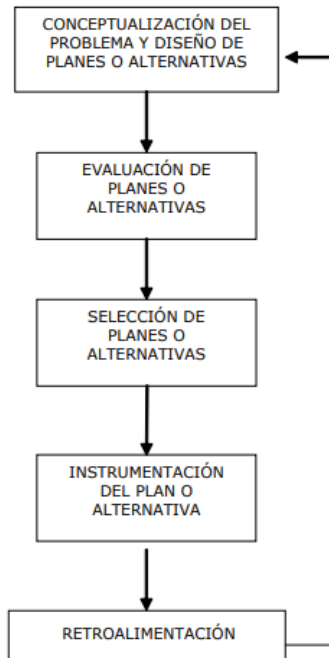 CONCEPTUALIZACIÓN DEL
PROBLEMA Y DISEÑO DE
PLANES O ALTERNATIVAS
EVALUACIÓN DE
PLANES O
ALTERNATIVAS
SELECCIÓN DE
PLANES O
ALTERNATIVAS
INSTRUMENTACIÓN
DEL PLAN O
ALTERNATIVA
RETROALIMENTACIÓN